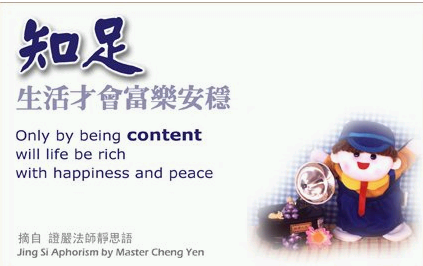 知足
生活才會富樂安穩
Only by being content
will life be rich
with happiness and peace
摘自 證嚴法師靜思語
Jing Si Aphorism by Master Cheng Yen